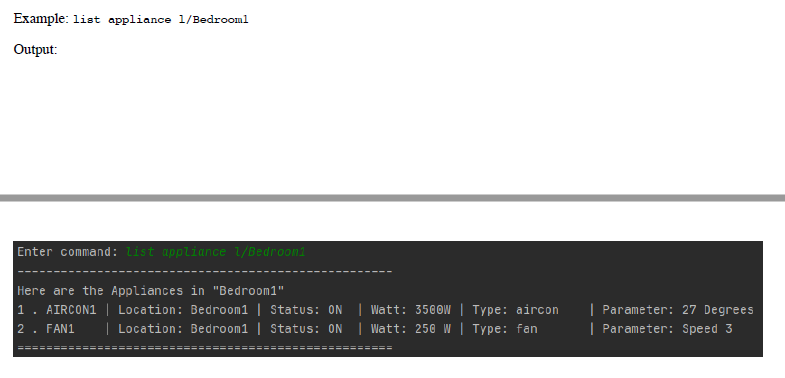 Example: list appliance l/Bedroom1
Output:
Enter command: list appliance l/Bedroom1
----------------------------------------------------
Here are the Appliances in "Bedroom1"
1 . AIRCON1 | Location: Bedroom1 | Status: ON  | Watt: 3500W | Type: aircon    | Parameter: 27 Degrees
2 . FAN1    | Location: Bedroom1 | Status: ON  | Watt: 250 W | Type: fan       | Parameter: Speed 3
====================================================